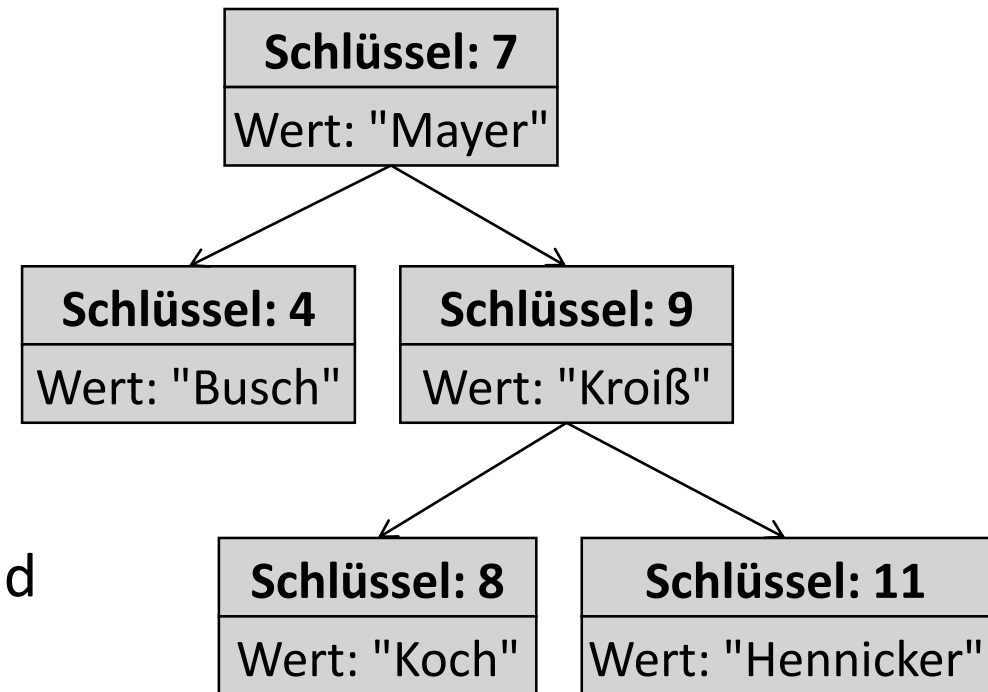 Schlüssel: 7
Wert: "Mayer"
Schlüssel: 4
Wert: "Busch"
Schlüssel: 9
Wert: "Kroiß"
d
Schlüssel: 8
Wert: "Koch"
Schlüssel: 11
Wert: "Hennicker"